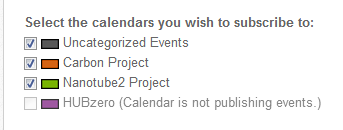 Select the calendars you wish to subscribe to:
Uncategorized Events
Carbon Project
Nanotube2 Project
HUBzero (Calendar is not publishing events.)